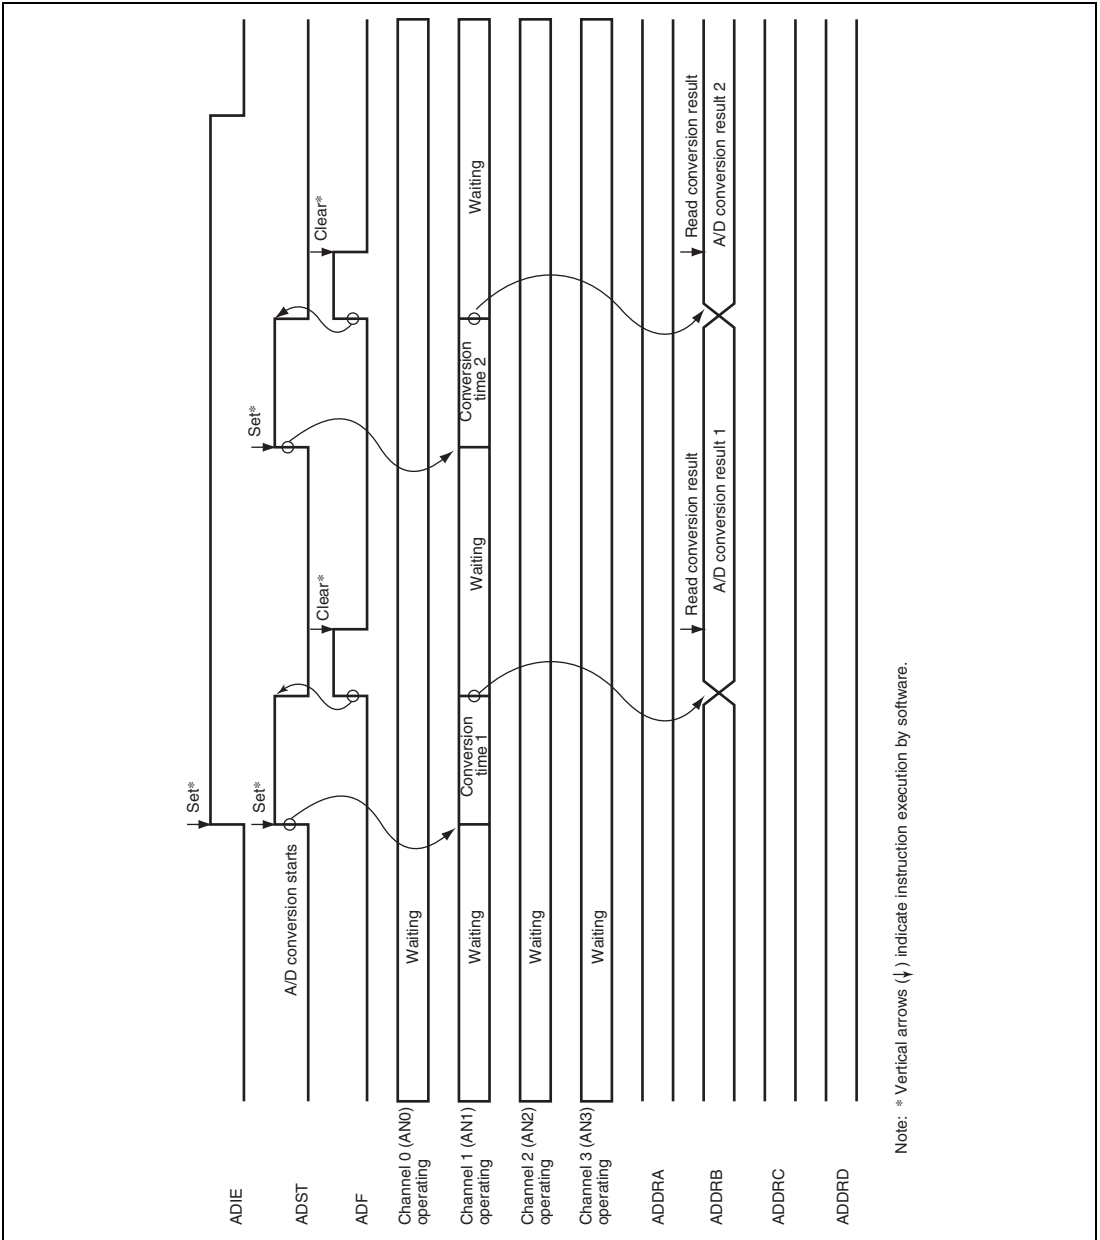 ADIE
Set*
ADST
A/D conversion starts
Set*
Set*
ADF
Clear*
Clear*
Channel 0 (AN0)
operating
Waiting
Channel 1 (AN1)
operating
Waiting
Conversion
time 1
Waiting
Conversion
time 2
Waiting
Channel 2 (AN2)
operating
Waiting
Channel 3 (AN3)
operating
Waiting
ADDRA
ADDRB
Read conversion result
A/D conversion result 1
Read conversion result
A/D conversion result 2
ADDRC
ADDRD
Note: * Vertical arrows (↓) indicate instruction execution by software.